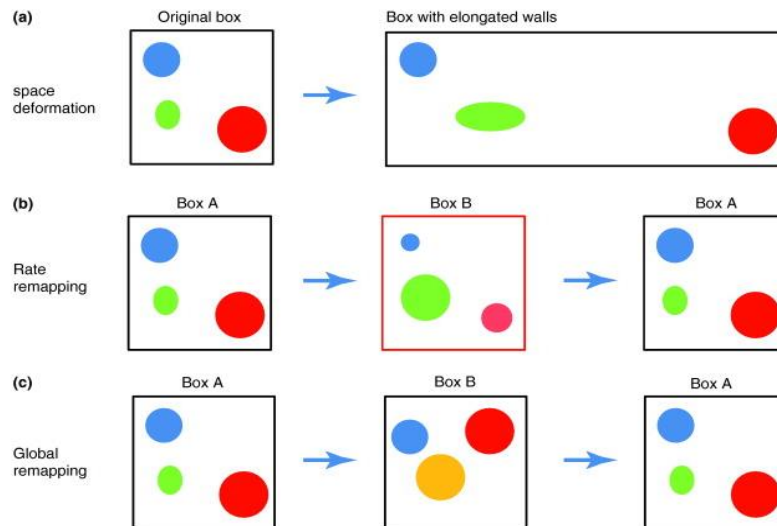 (a)
Original box
Box with elongated walls
space
deformation
(b)
Box A
Box B
Box A
Rate
remapping
(c)
Box A
Box B
Box A
Global
remapping